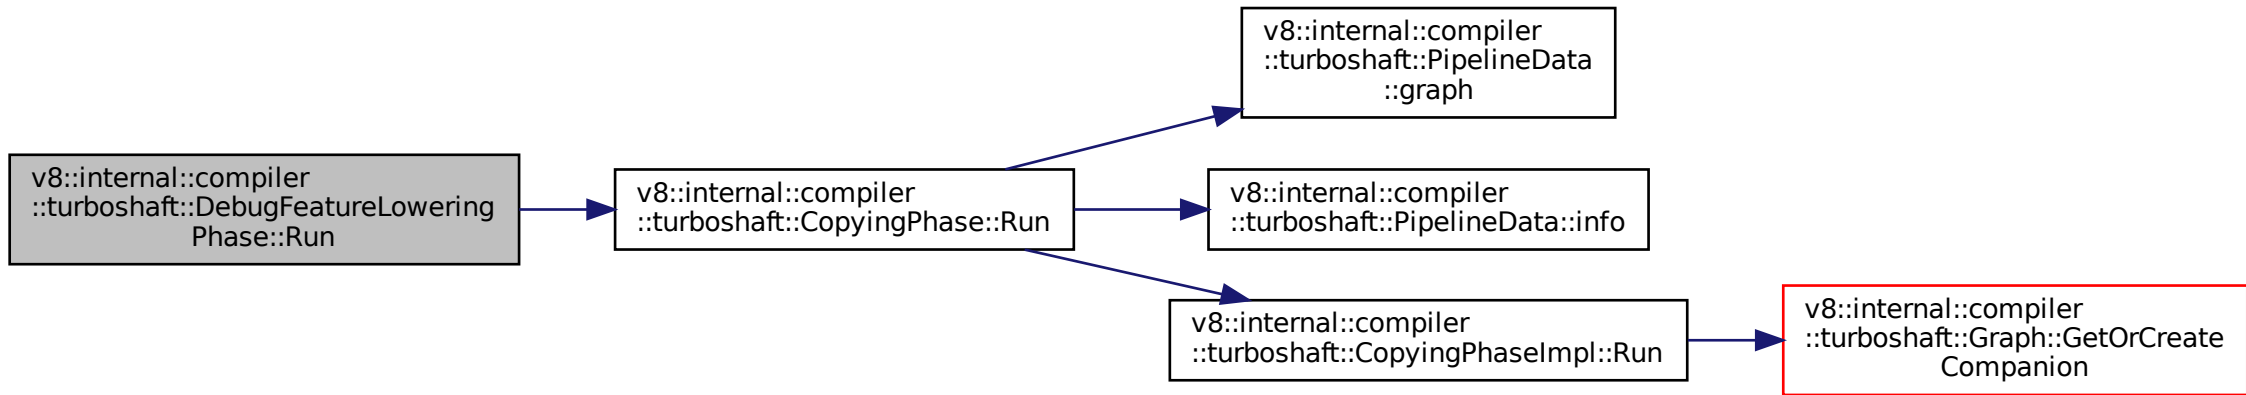 v8::internal::compiler
::turboshaft::DebugFeatureLowering
Phase::Run
v8::internal::compiler
::turboshaft::CopyingPhase::Run
v8::internal::compiler
::turboshaft::PipelineData
::graph
v8::internal::compiler
::turboshaft::PipelineData::info
v8::internal::compiler
::turboshaft::CopyingPhaseImpl::Run
v8::internal::compiler
::turboshaft::Graph::GetOrCreate
Companion